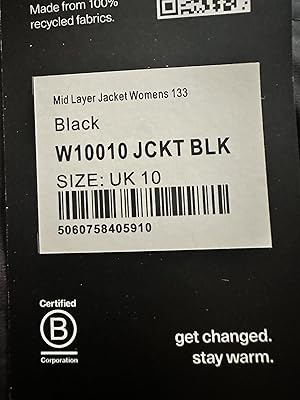 Made from 100%
recycled fabrics.
Mid Layer Jacket Womens 133
Black
W10010 JCKT BLK
SIZE: UK 10
5060758405910
Certified
B
Corporation
get changed.
stay warm.